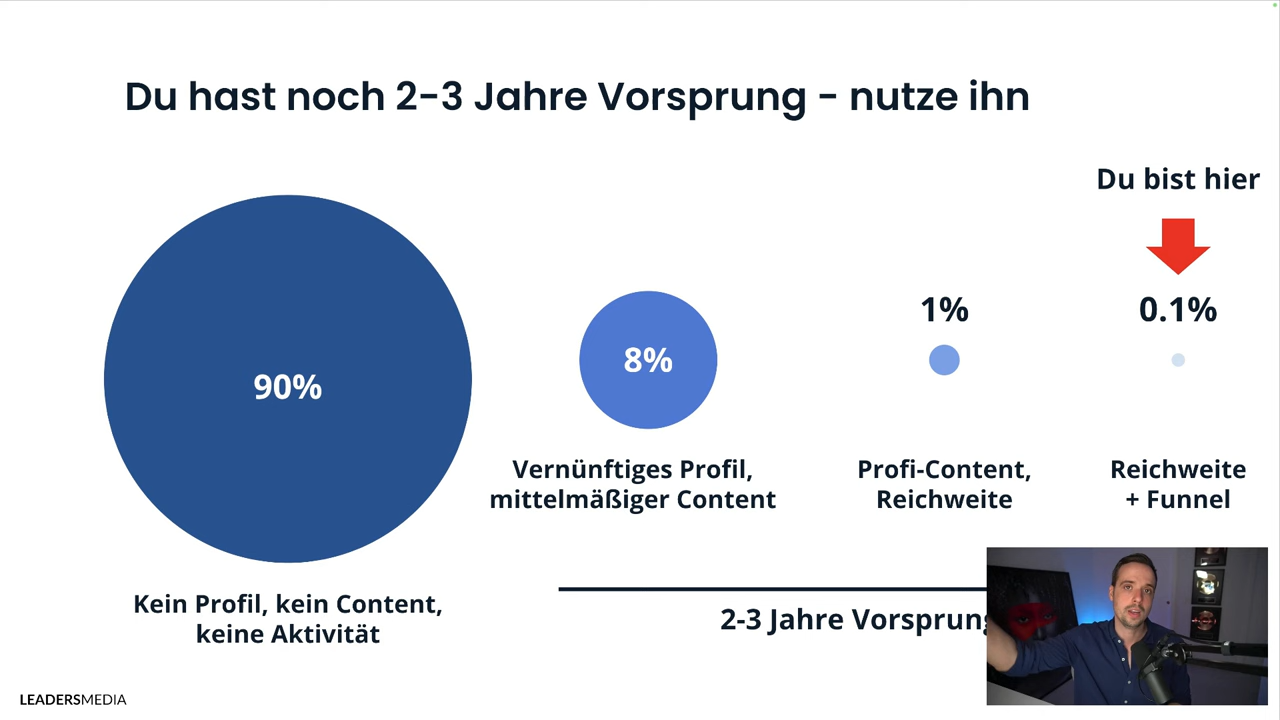 Du hast noch 2-3 Jahre Vorsprung - nutze ihn
Du bist hier
90%
8%
1%
0.1%
Kein Profil, kein Content,
keine Aktivität
Vernünftiges Profil,
mittelmäßiger Content
Profi-Content,
Reichweite
Reichweite
+ Funnel
2-3 Jahre Vorsprung
LEADERSMEDIA